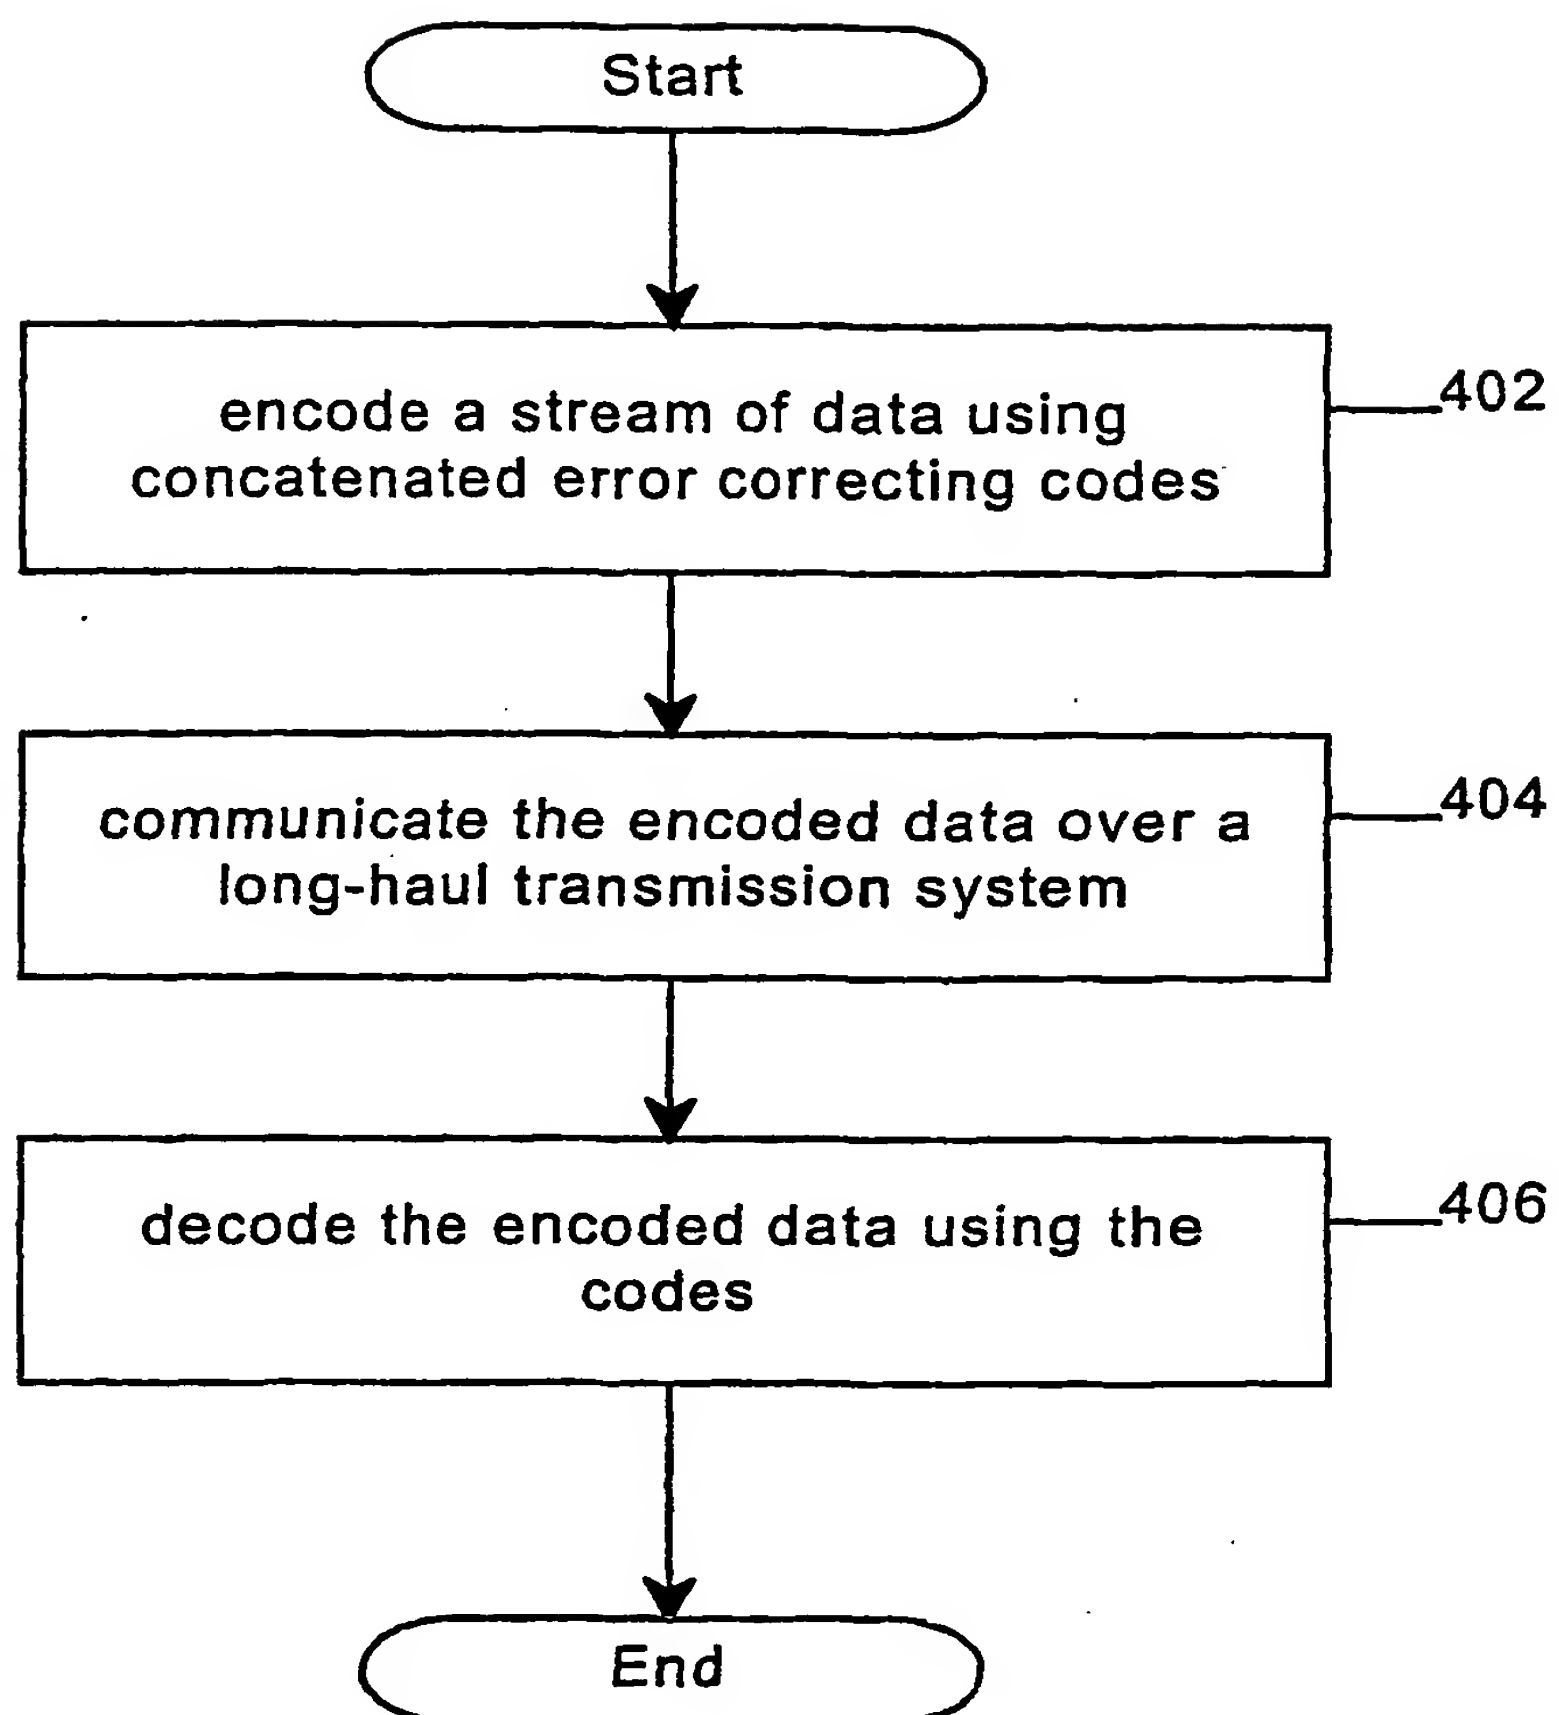 Start
encode a stream of data using
concatenated error correcting codes
402
communicate the encoded data over a
long-haul transmission system
404
decode the encoded data using the
codes
406
End